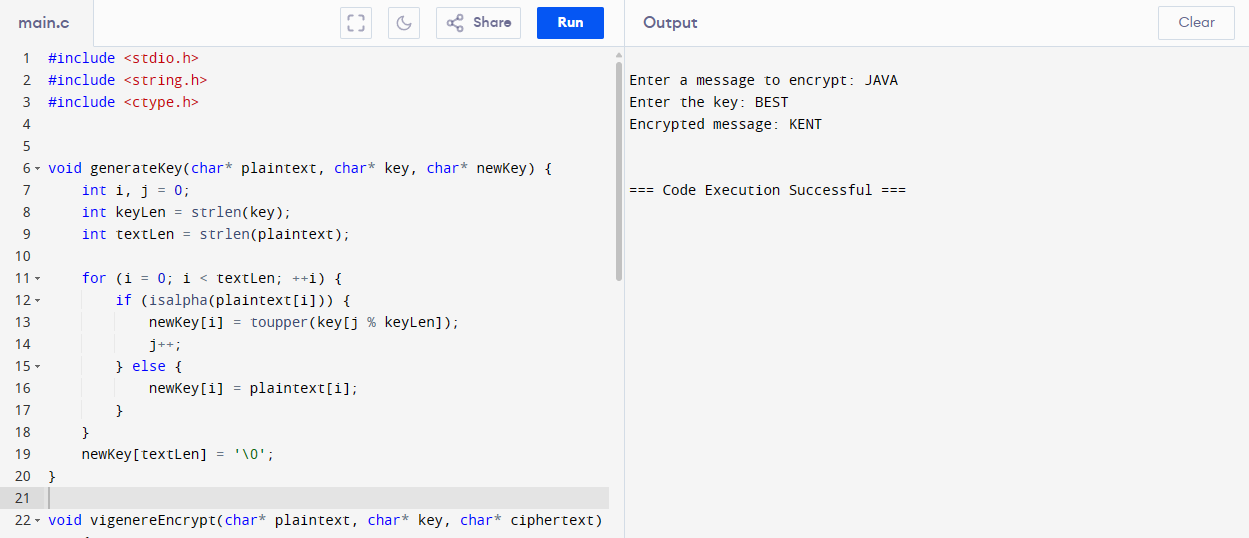 main.c
Share
Run
Output
Clear
1 #include <stdio.h>
2 #include <string.h>
3 #include <ctype.h>
4
5
6 void generateKey(char* plaintext, char* key, char* newKey) {
7     int i, j = 0;
8     int keyLen = strlen(key);
9     int textLen = strlen(plaintext);
10
11     for (i = 0; i < textLen; ++i) {
12         if (isalpha(plaintext[i])) {
13             newKey[i] = toupper(key[j % keyLen]);
14             j++;
15         } else {
16             newKey[i] = plaintext[i];
17         }
18     }
19     newKey[textLen] = '\0';
20 }
21
22 void vigenereEncrypt(char* plaintext, char* key, char* ciphertext)
Enter a message to encrypt: JAVA
Enter the key: BEST
Encrypted message: KENT
=== Code Execution Successful ===